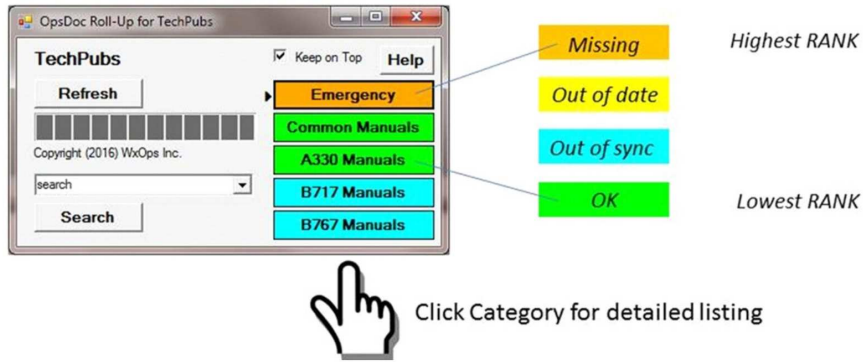 OpsDoc Roll-Up for TechPubs
TechPubs
Keep on Top
Help
Refresh
Emergency
Common Manuals
Copyright (2016) WxOps Inc.
A330 Manuals
search
B717 Manuals
Search
B767 Manuals
Missing
Highest RANK
Out of date
Out of sync
OK
Lowest RANK
Click Category for detailed listing